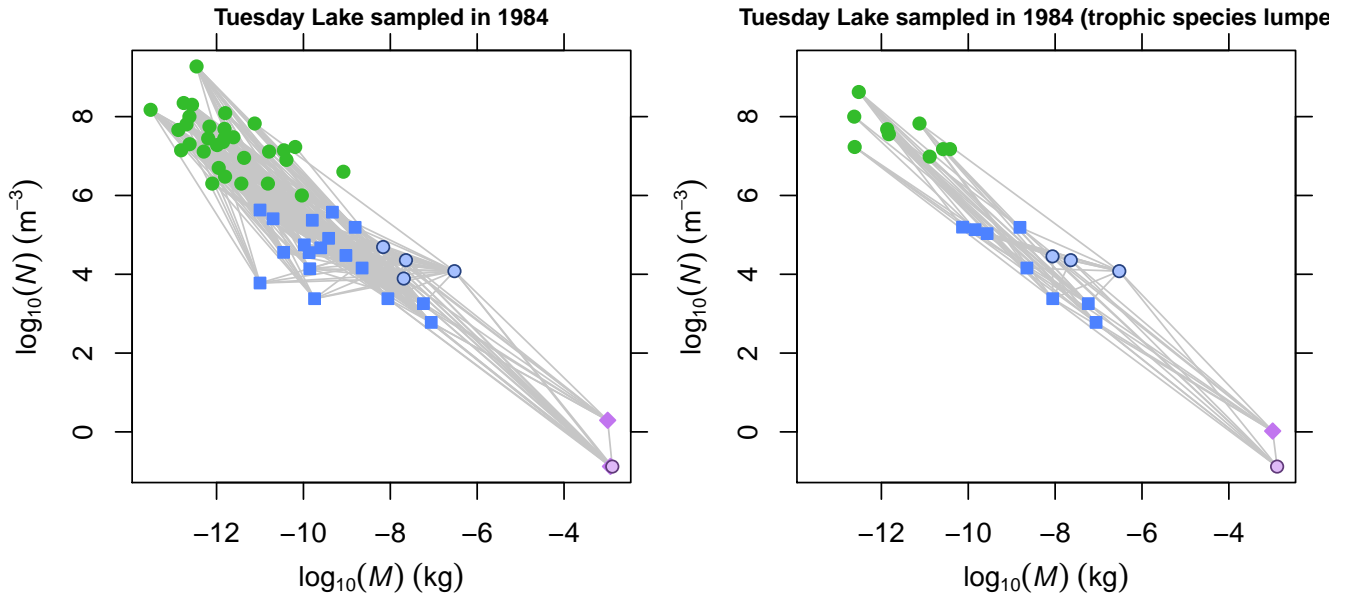 Tuesday Lake sampled in 1984
8
6
4
2
0
log₁₀(N) (m⁻³)
−12 −10 −8 −6 −4
log₁₀(M) (kg)
Tuesday Lake sampled in 1984 (trophic species lumpe
8
6
4
2
0
log₁₀(N) (m⁻³)
−12 −10 −8 −6 −4
log₁₀(M) (kg)